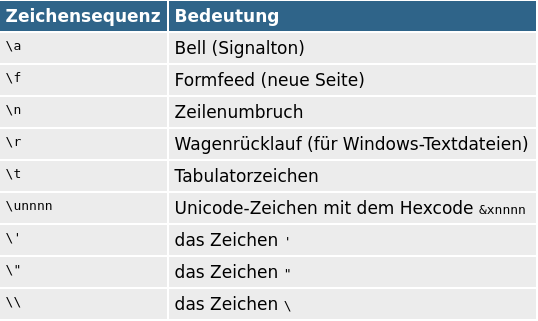 Zeichensequenz Bedeutung
\a Bell (Signalton)
\f Formfeed (neue Seite)
\n Zeilenumbruch
\r Wagenrücklauf (für Windows-Textdateien)
\t Tabulatorzeichen
\unnnn Unicode-Zeichen mit dem Hexcode &xnnnn
\' das Zeichen '
\" das Zeichen "
\\ das Zeichen \